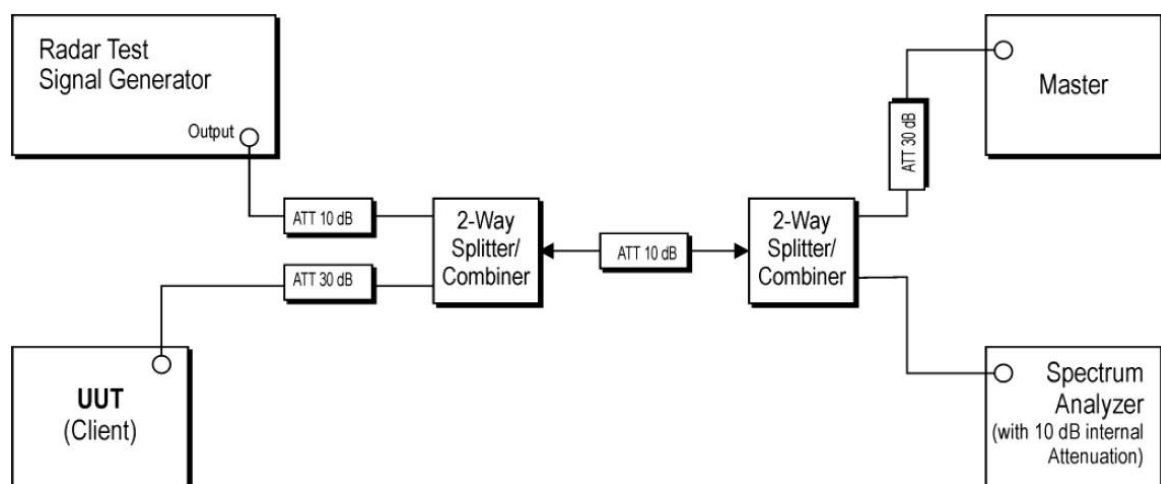 Radar Test
Signal Generator
Output
ATT 10 dB
ATT 30 dB
UUT
(Client)
2-Way
Splitter/
Combiner
ATT 10 dB
2-Way
Splitter/
Combiner
ATT 30 dB
Master
Spectrum
Analyzer
(with 10 dB internal
Attenuation)